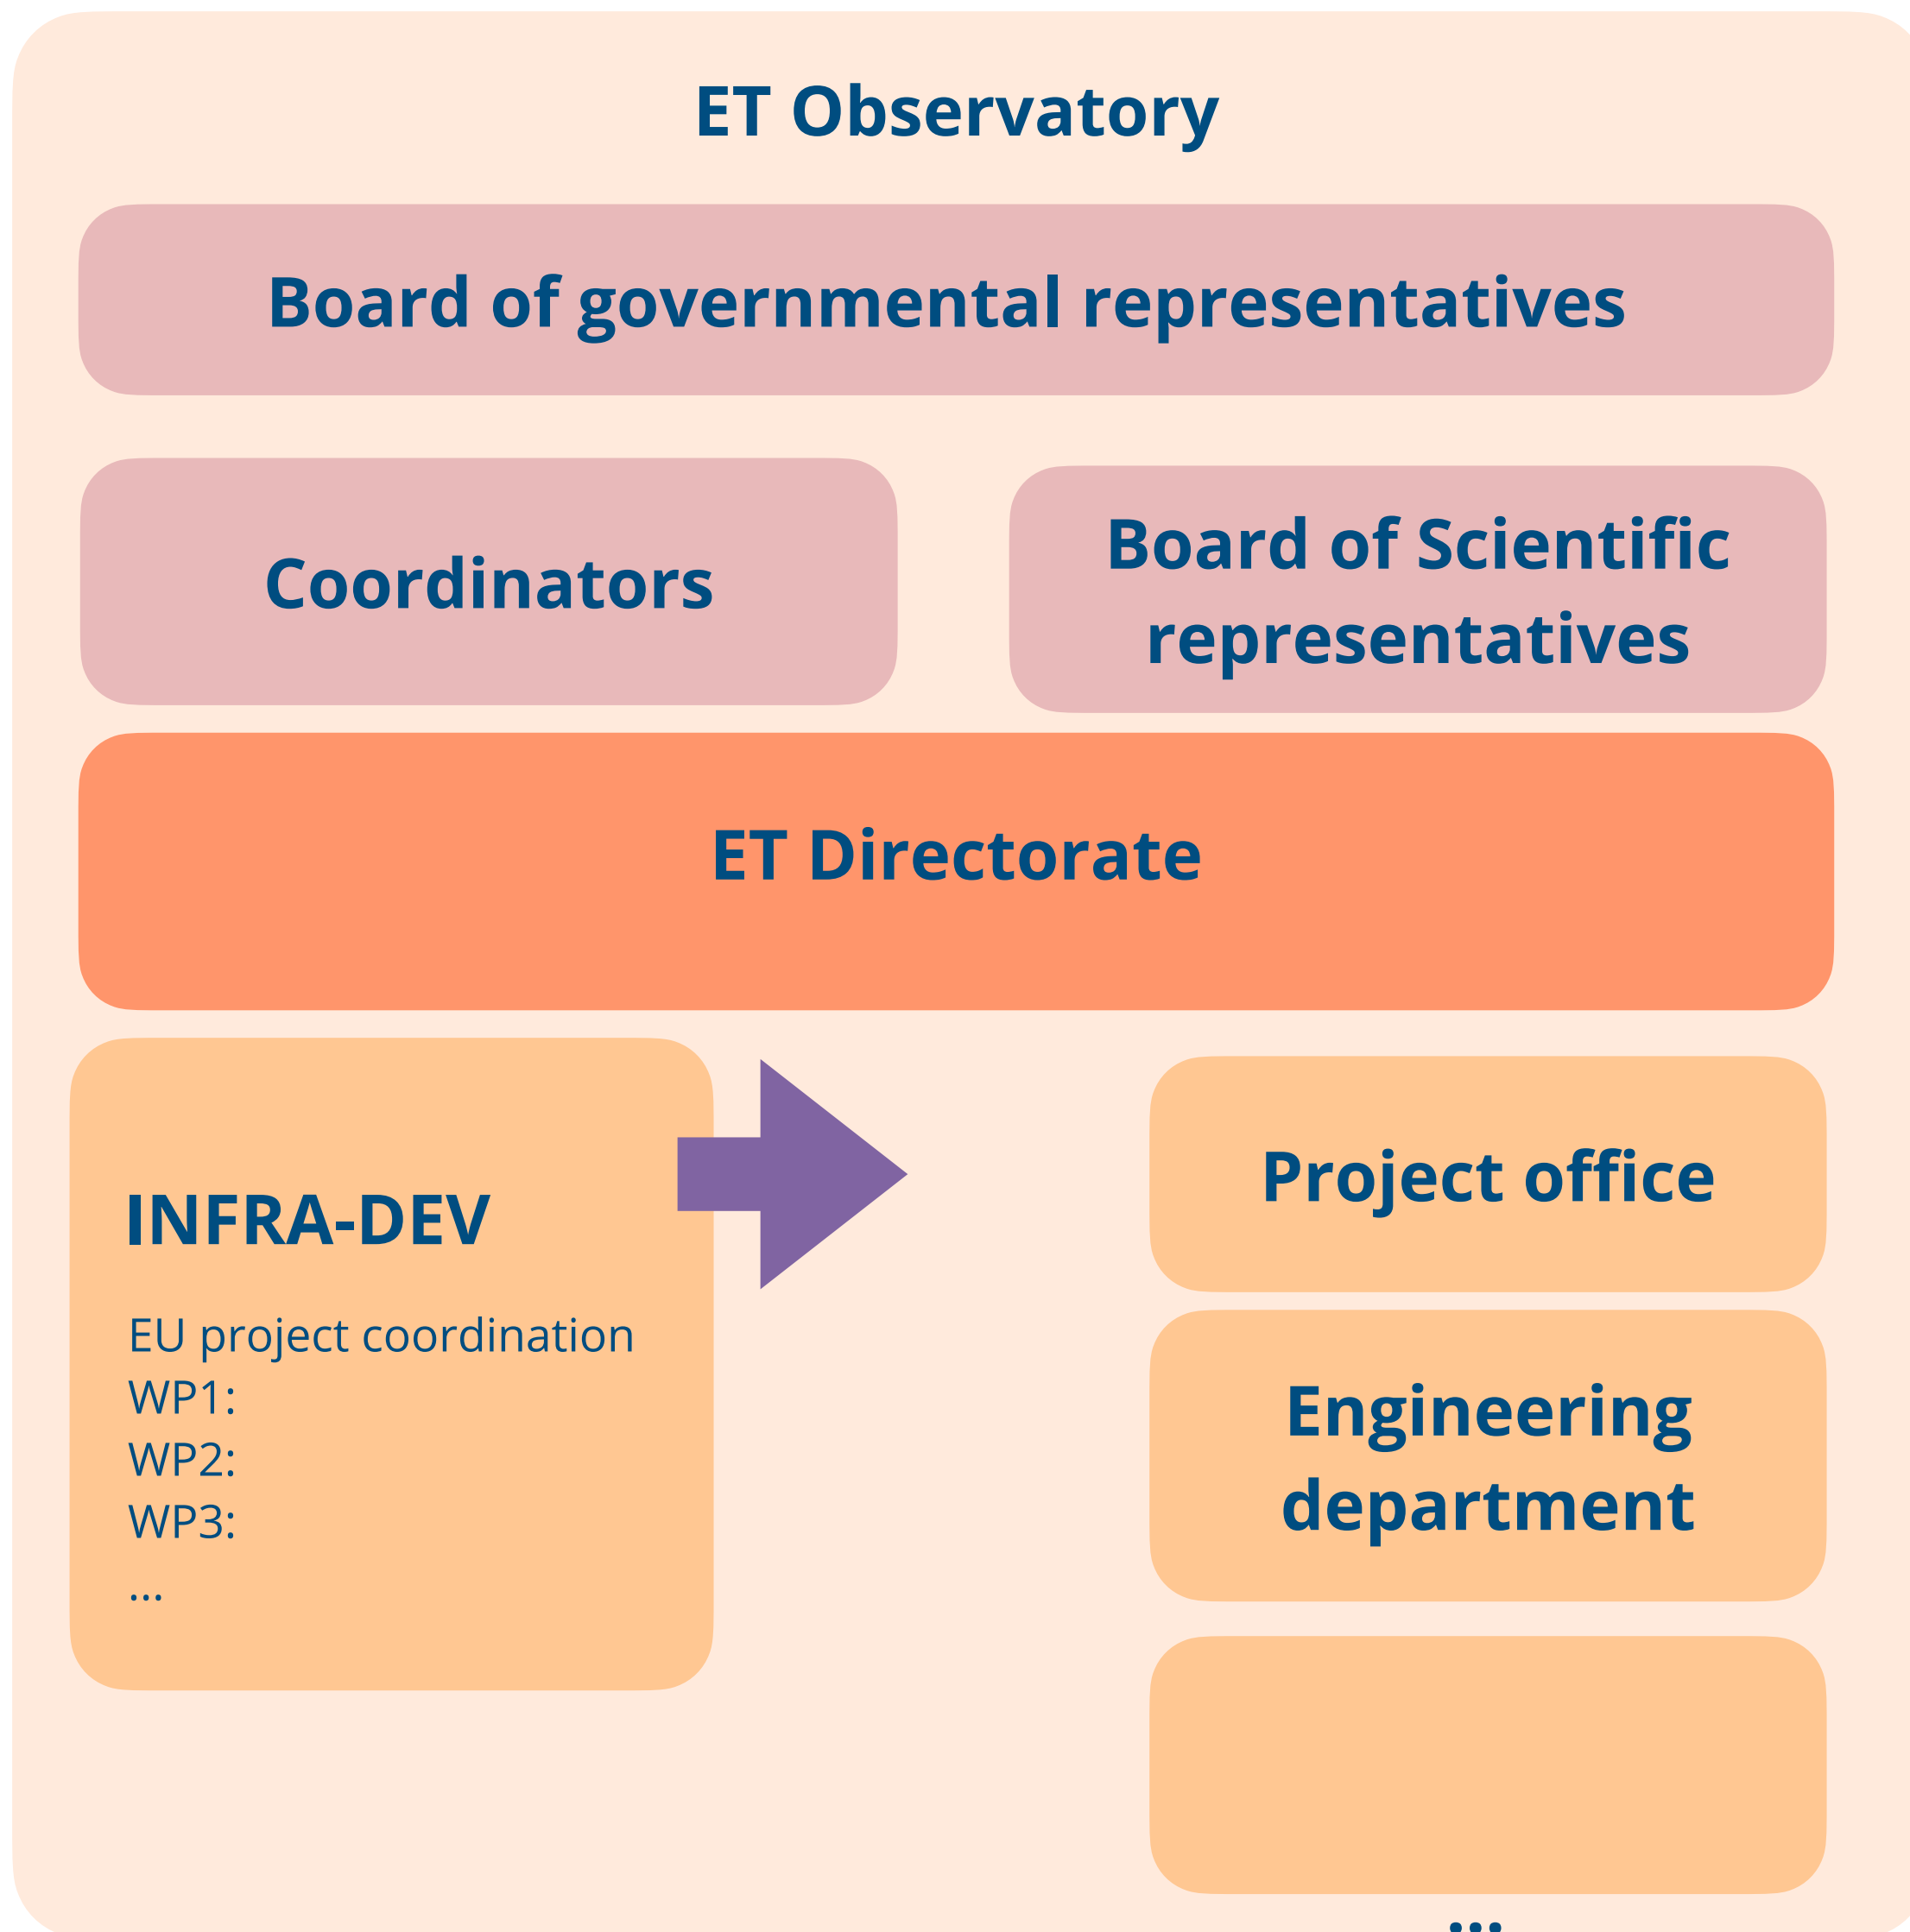 ET Observatory
Board of governmental representatives
Coordinators
Board of Scientific
representatives
ET Directorate
INFRA-DEV
EU project coordination
WP1:
WP2:
WP3:
...
Project office
Engineering
department
...